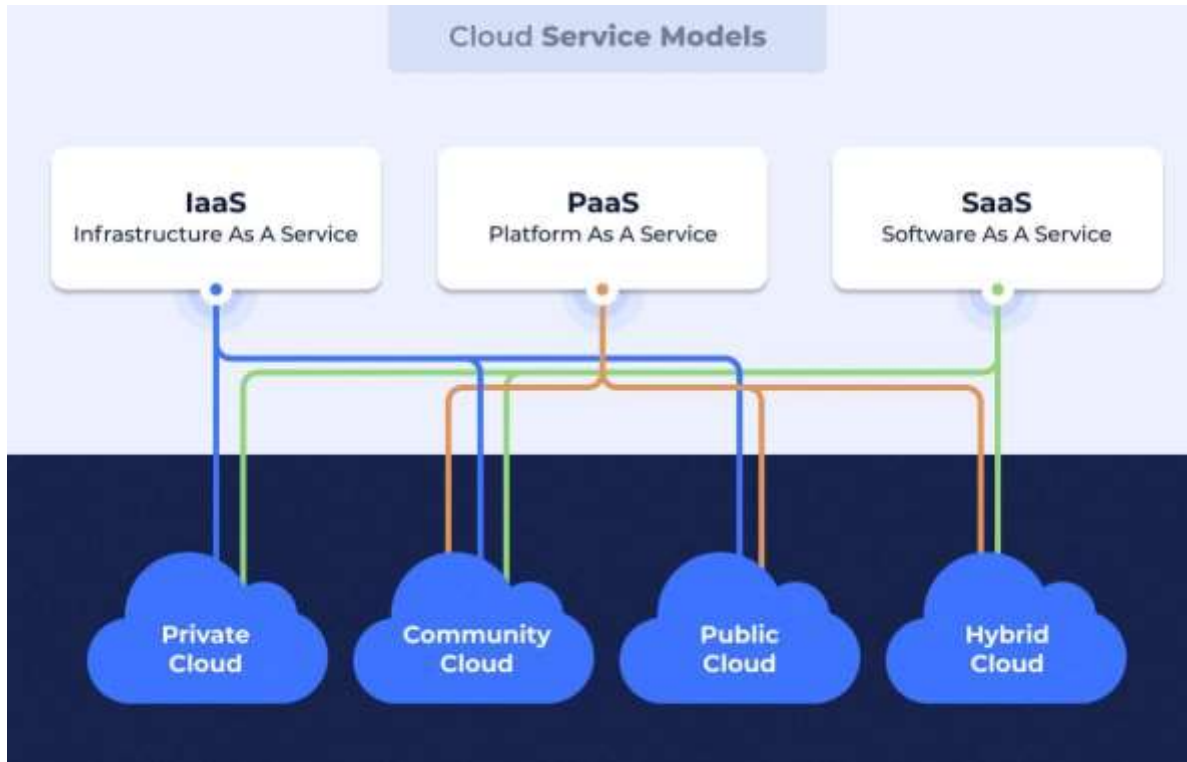 Cloud Service Models
IaaS
Infrastructure As A Service
PaaS
Platform As A Service
SaaS
Software As A Service
Private
Cloud
Community
Cloud
Public
Cloud
Hybrid
Cloud